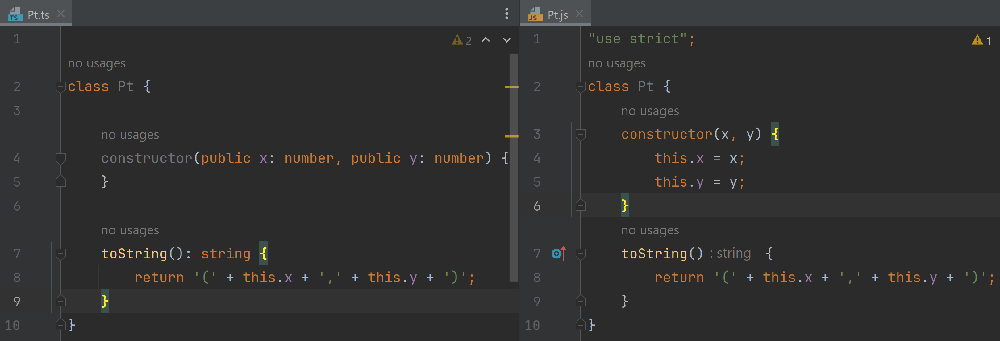 TS Pt.ts
2
1
no usages
2 class Pt {
3
no usages
4 constructor(public x: number, public y: number) {
5 }
6
no usages
7 toString(): string {
8 return '(' + this.x + ',' + this.y + ')';
9 }
10 }
JS Pt.js
1 "use strict";
1
no usages
2 class Pt {
no usages
3 constructor(x, y) {
4 this.x = x;
5 this.y = y;
6 }
no usages
7 toString() : string {
8 return '(' + this.x + ',' + this.y + ')';
9 }
10 }